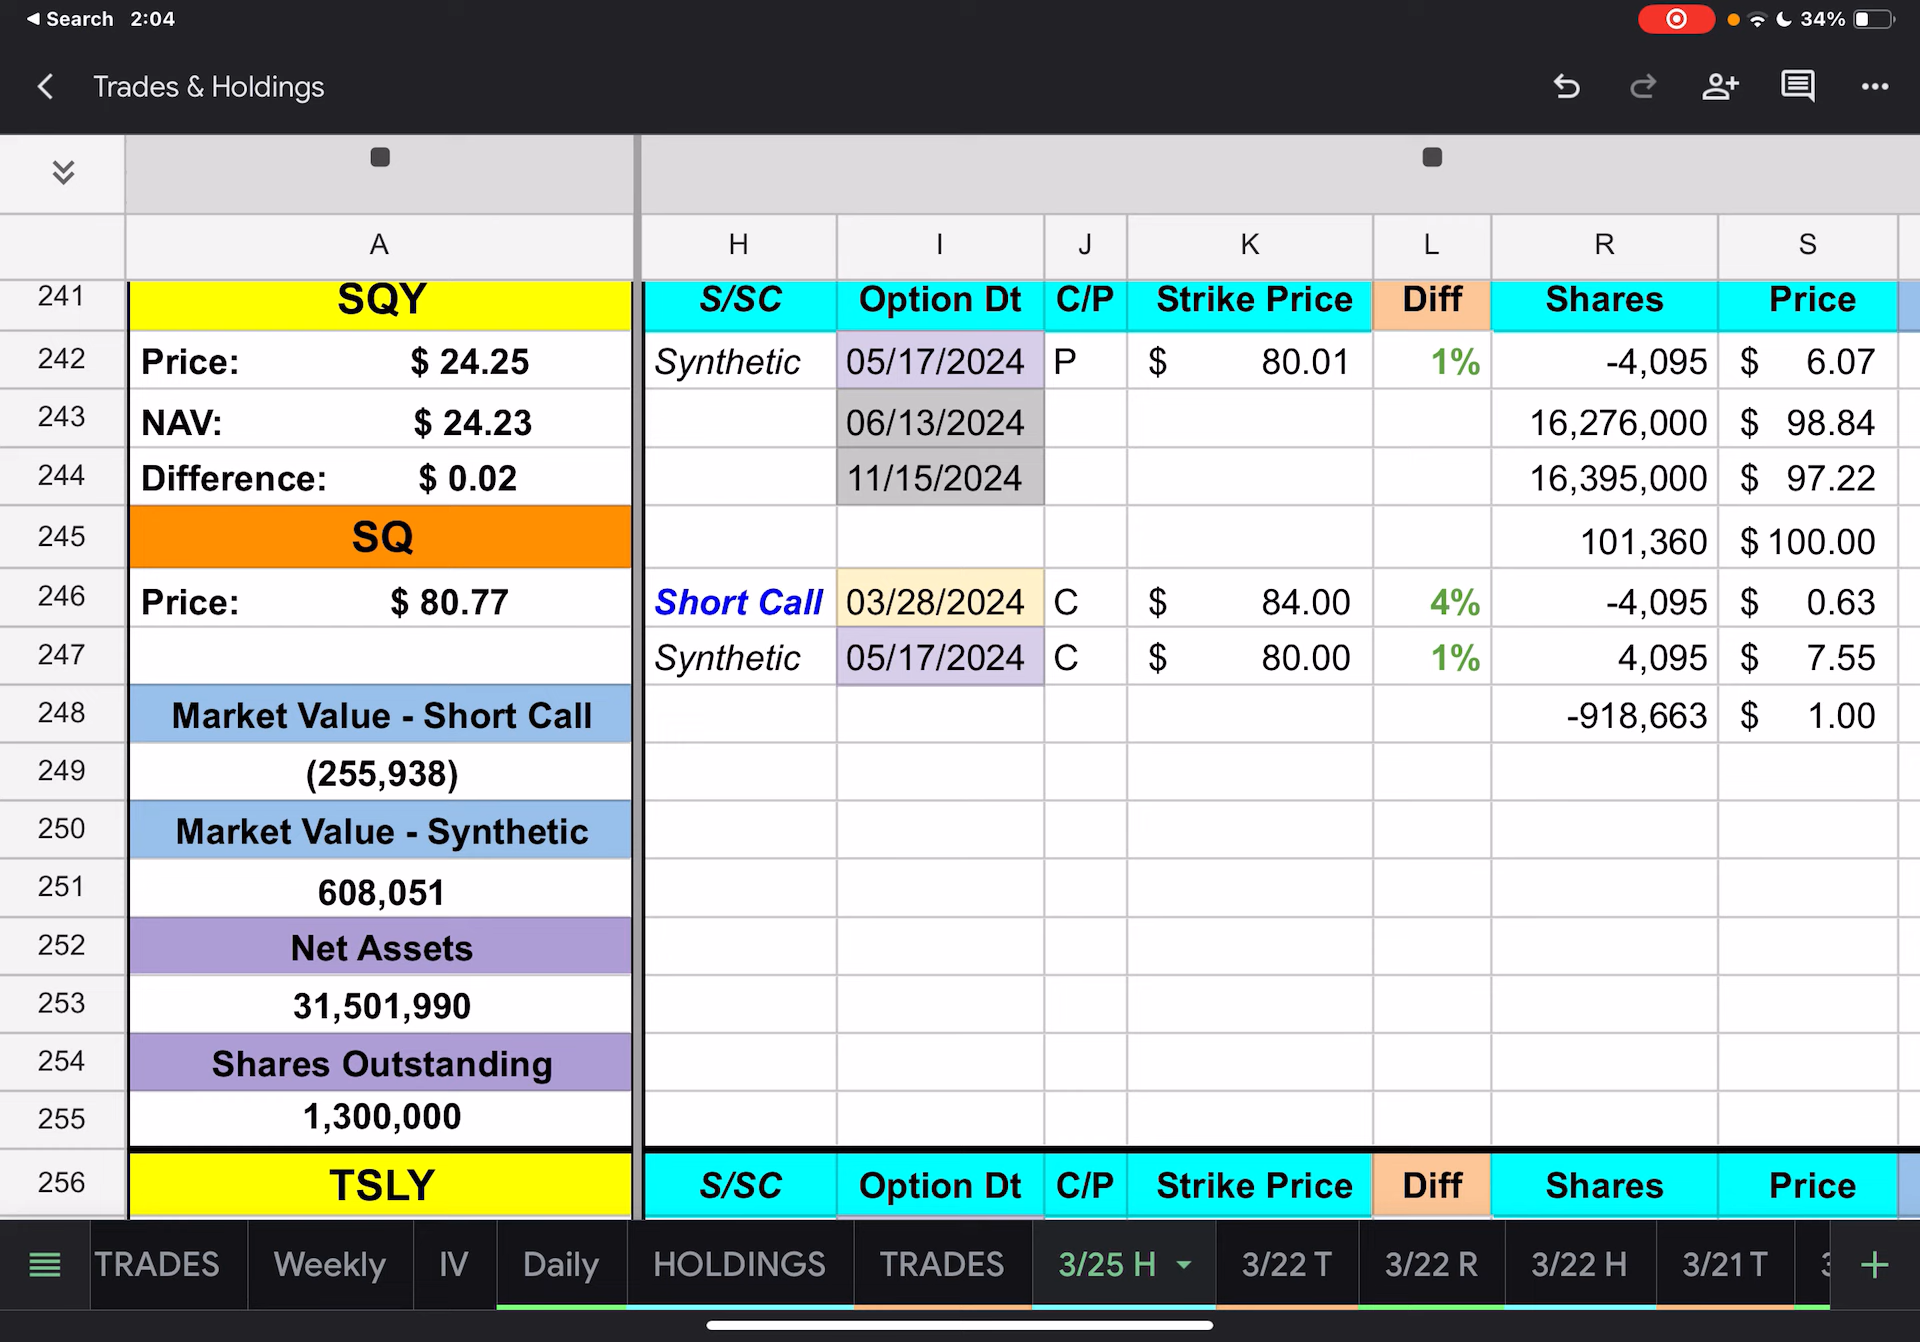 Search 2:04 34%
Trades & Holdings
A H I J K L R S
241 SQY S/SC Option Dt C/P Strike Price Diff Shares Price
242 Price: $ 24.25 Synthetic 05/17/2024 P $ 80.01 1% -4,095 $ 6.07
243 NAV: $ 24.23 06/13/2024 16,276,000 $ 98.84
244 Difference: $ 0.02 11/15/2024 16,395,000 $ 97.22
245 SQ 101,360 $ 100.00
246 Price: $ 80.77 Short Call 03/28/2024 C $ 84.00 4% -4,095 $ 0.63
247 Synthetic 05/17/2024 C $ 80.00 1% 4,095 $ 7.55
248 Market Value - Short Call -918,663 $ 1.00
249 (255,938)
250 Market Value - Synthetic
251 608,051
252 Net Assets
253 31,501,990
254 Shares Outstanding
255 1,300,000
256 TSLY S/SC Option Dt C/P Strike Price Diff Shares Price
TRADES Weekly IV Daily HOLDINGS TRADES 3/25 H 3/22 T 3/22 R 3/22 H 3/21 T